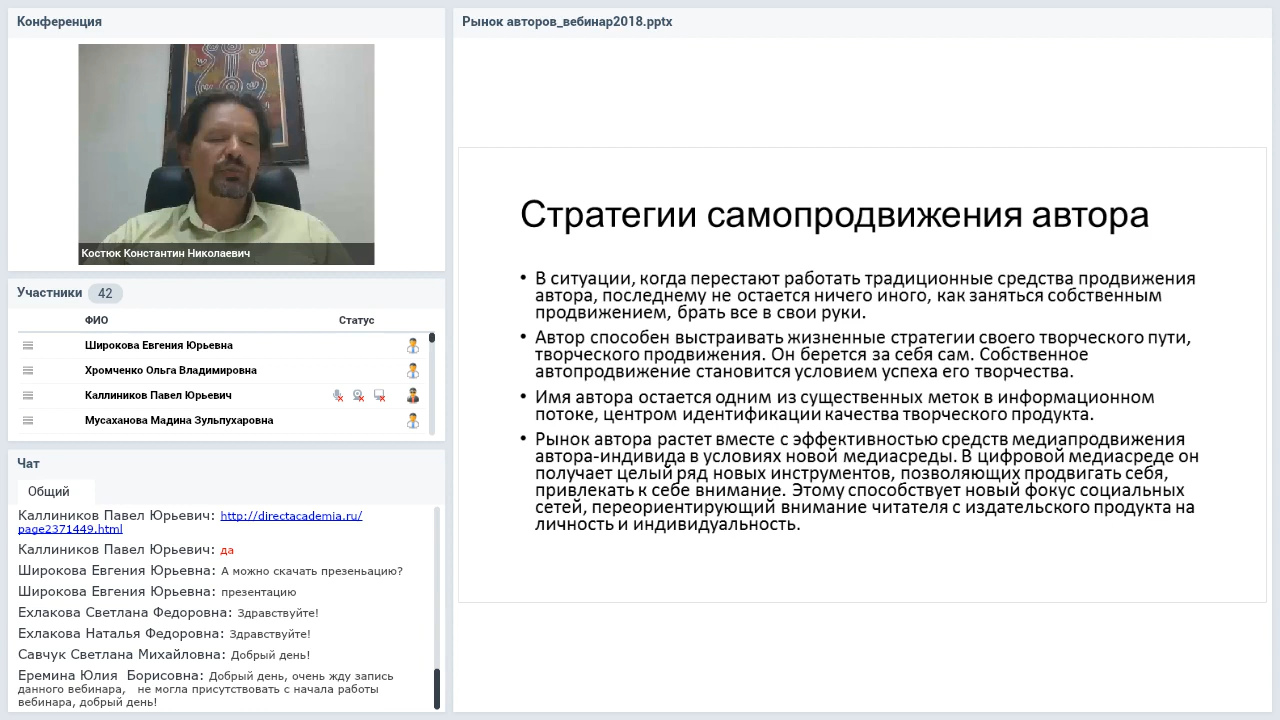 Конференция
Костюк Константин Николаевич
Участники 42
ФИО Статус
Широкова Евгения Юрьевна
Хромченко Ольга Владимировна
Каллиников Павел Юрьевич
Мусаханова Мадина Зульпухаровна
Чат
Общий
Каллиников Павел Юрьевич: http://directacademia.ru/
page2371449.html
Каллиников Павел Юрьевич: да
Широкова Евгения Юрьевна: А можно скачать презеньацию?
Широкова Евгения Юрьевна: презентацию
Ехлакова Светлана Федоровна: Здравствуйте!
Ехлакова Наталья Федоровна: Здравствуйте!
Савчук Светлана Михайловна: Добрый день!
Еремина Юлия Борисовна: Добрый день, очень жду запись
данного вебинара, не могла присутствовать с начала работы
вебинара, добрый день!
Рынок авторов_вебинар2018.pptx
Стратегии самопродвижения автора
• В ситуации, когда перестают работать традиционные средства продвижения
автора, последнему не остается ничего иного, как заняться собственным
продвижением, брать все в свои руки.
• Автор способен выстраивать жизненные стратегии своего творческого пути,
творческого продвижения. Он берется за себя сам. Собственное
автопродвижение становится условием успеха его творчества.
• Имя автора остается одним из существенных меток в информационном
потоке, центром идентификации качества творческого продукта.
• Рынок автора растет вместе с эффективностью средств медиапродвижения
автора-индивида в условиях новой медиасреды. В цифровой медиасреде он
получает целый ряд новых инструментов, позволяющих продвигать себя,
привлекать к себе внимание. Этому способствует новый фокус социальных
сетей, переориентирующий внимание читателя с издательского продукта на
личность и индивидуальность.